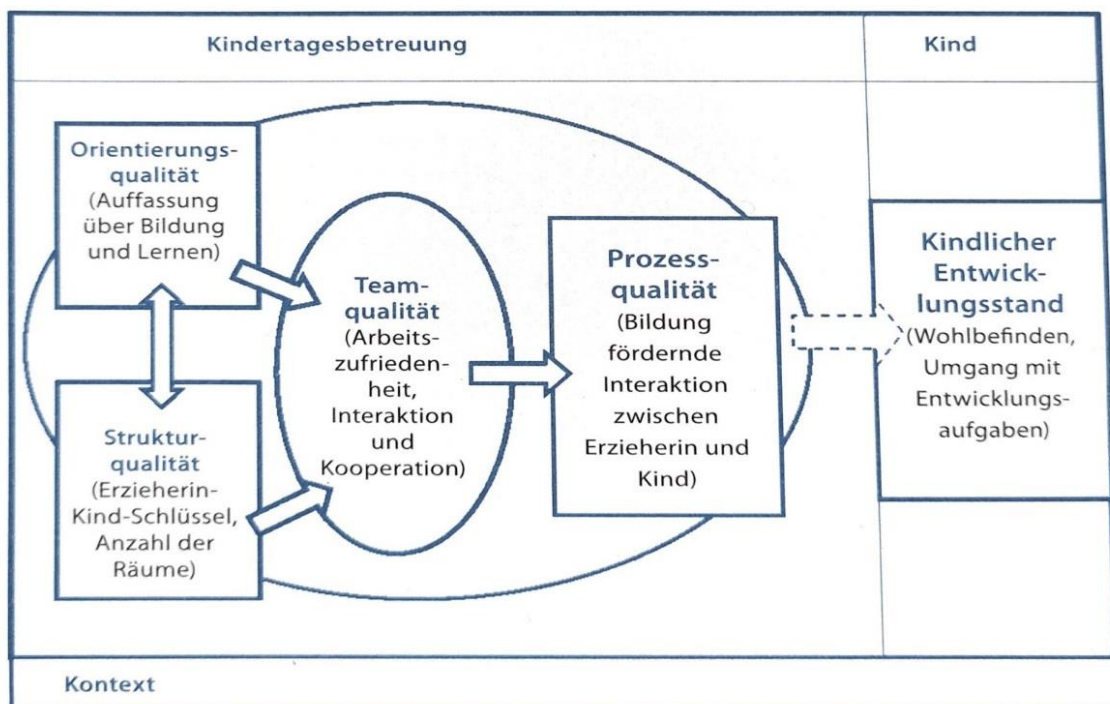 Kindertagesbetreuung
Kind
Orientierungs-
qualität
(Auffassung
über Bildung
und Lernen)
Struktur-
qualität
(Erzieherin-
Kind-Schlüssel,
Anzahl der
Räume)
Team-
qualität
(Arbeits-
zufrieden-
heit,
Interaktion
und
Kooperation)
Prozess-
qualität
(Bildung
fördernde
Interaktion
zwischen
Erzieherin und
Kind)
Kindlicher
Entwick-
lungsstand
(Wohlbefinden,
Umgang mit
Entwicklungs-
aufgaben)
Kontext